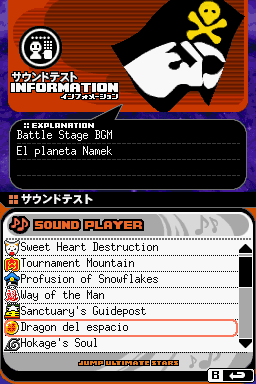 サウンドテスト
INFORMATION
インフォメーション
:: EXPLANATION
Battle Stage BGM
El planeta Namek
サウンドテスト
SOUND PLAYER
Sweet Heart Destruction
Tournament Mountain
Profusion of Snowflakes
Way of the Man
Sanctuary's Guidepost
Dragon del espacio
Hokage's Soul
JUMP ULTIMATE STARS
B